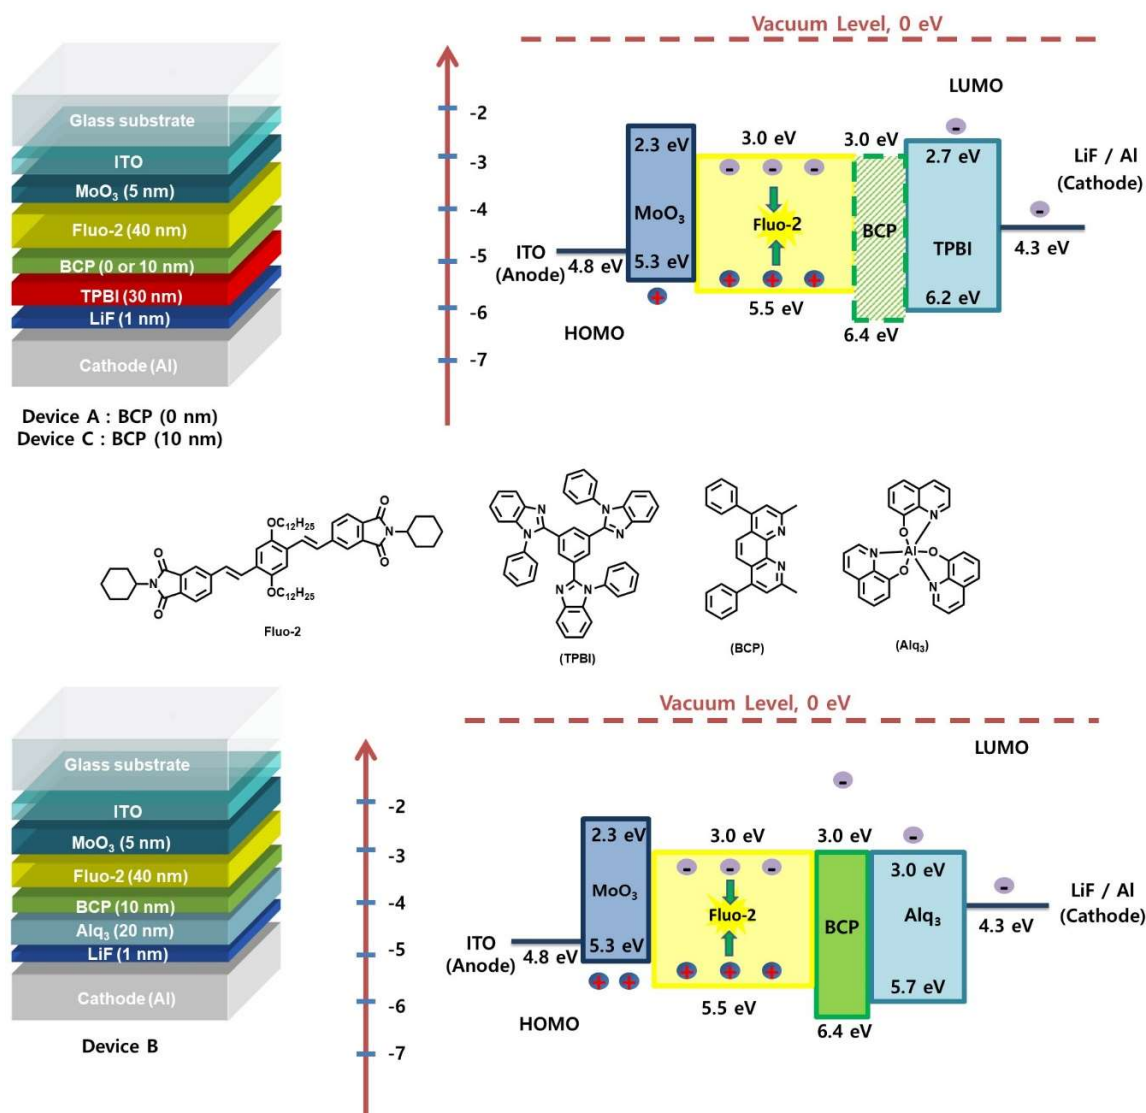 Vacuum Level, 0 eV
Glass substrate
ITO
MoO₃ (5 nm)
Fluo-2 (40 nm)
BCP (0 or 10 nm)
TPBI (30 nm)
LiF (1 nm)
Cathode (Al)
Device A : BCP (0 nm)
Device C : BCP (10 nm)
-2
-3
-4
-5
-6
-7
LUMO
2.3 eV
3.0 eV
3.0 eV
2.7 eV
LiF / Al
(Cathode)
MoO₃
Fluo-2
BCP
TPBI
ITO
(Anode)
4.8 eV
5.3 eV
4.3 eV
5.5 eV
6.2 eV
6.4 eV
HOMO
- - - - -
+ + + +
OC₁₂H₂₅
OC₁₂H₂₅
O
O
N
N
O
O
Fluo-2
N
N
N
N
N
N
(TPBI)
N
N
(BCP)
N
O
N
Al
O
O
N
(Alq₃)
Vacuum Level, 0 eV
Glass substrate
ITO
MoO₃ (5 nm)
Fluo-2 (40 nm)
BCP (10 nm)
Alq₃ (20 nm)
LiF (1 nm)
Cathode (Al)
Device B
-2
-3
-4
-5
-6
-7
LUMO
2.3 eV
3.0 eV
3.0 eV
3.0 eV
LiF / Al
(Cathode)
MoO₃
Fluo-2
BCP
Alq₃
ITO
(Anode)
4.8 eV
5.3 eV
4.3 eV
5.5 eV
5.7 eV
6.4 eV
HOMO
- - - - - -
+ + + + +